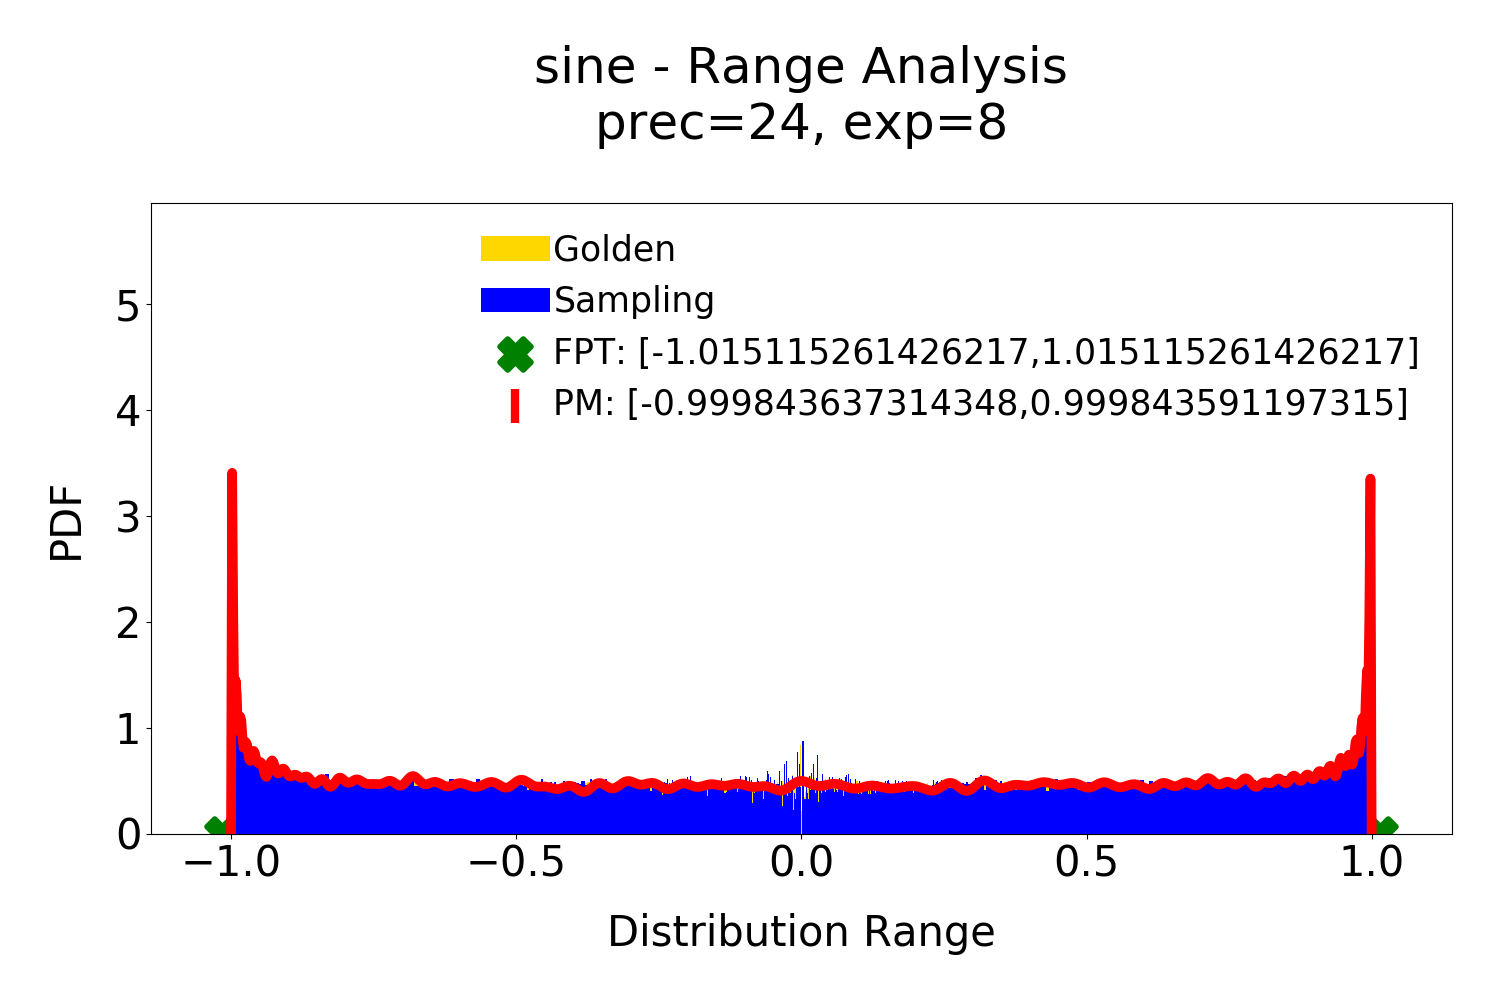 sine - Range Analysis
prec=24, exp=8
Golden
Sampling
FPT: [-1.015115261426217,1.015115261426217]
PM: [-0.999843637314348,0.999843591197315]
PDF
5
4
3
2
1
0
−1.0 −0.5 0.0 0.5 1.0
Distribution Range